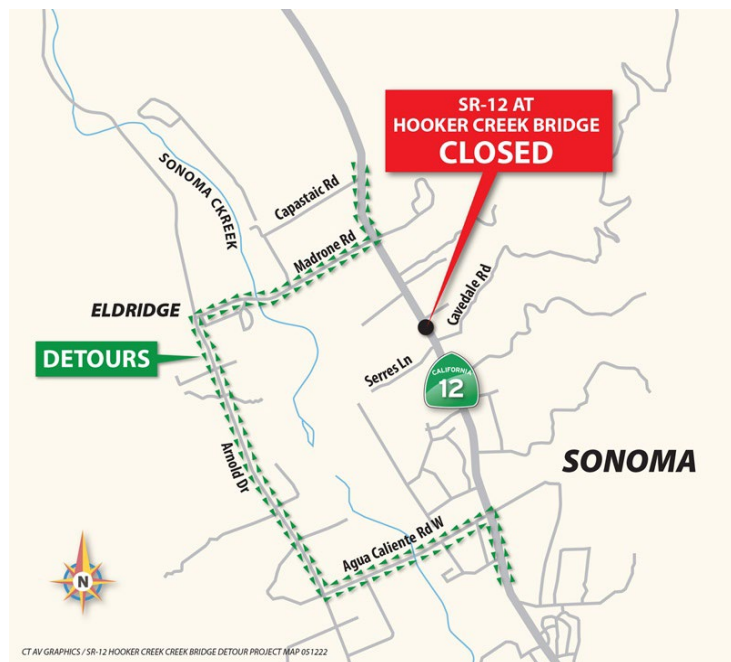 SR-12 AT
HOOKER CREEK BRIDGE
CLOSED
SONOMA CKREEK
Capastaic Rd
Madrone Rd
Cavedale Rd
ELDRIDGE
DETOURS
Serres Ln
CALIFORNIA
12
SONOMA
Arnold Dr
Agua Caliente Rd W
N
CT AV GRAPHICS / SR-12 HOOKER CREEK CREEK BRIDGE DETOUR PROJECT MAP 051222